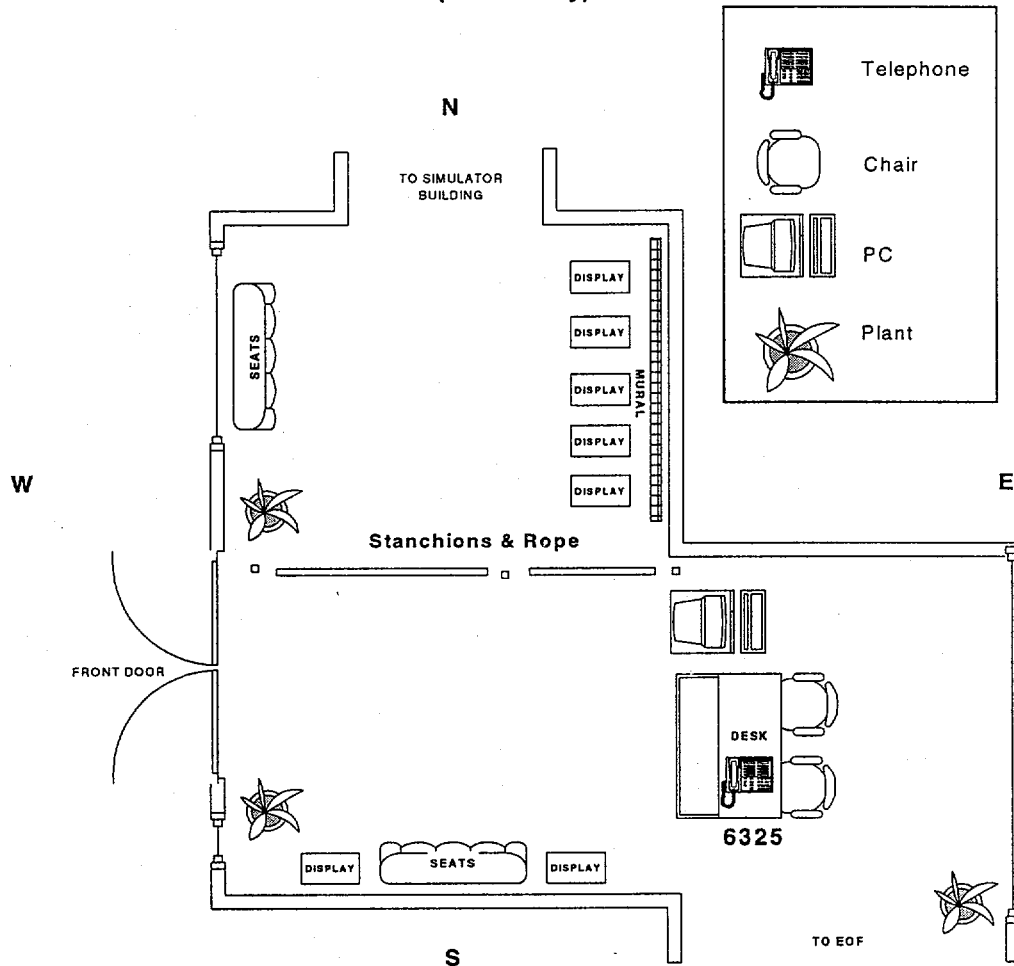 Telephone
N
TO SIMULATOR
BUILDING
Chair
PC
DISPLAY
DISPLAY
Plant
SEATS
MURAL
DISPLAY
DISPLAY
W
E
DISPLAY
Stanchions & Rope
FRONT DOOR
DESK
6325
SEATS
DISPLAY
DISPLAY
TO EOF
S